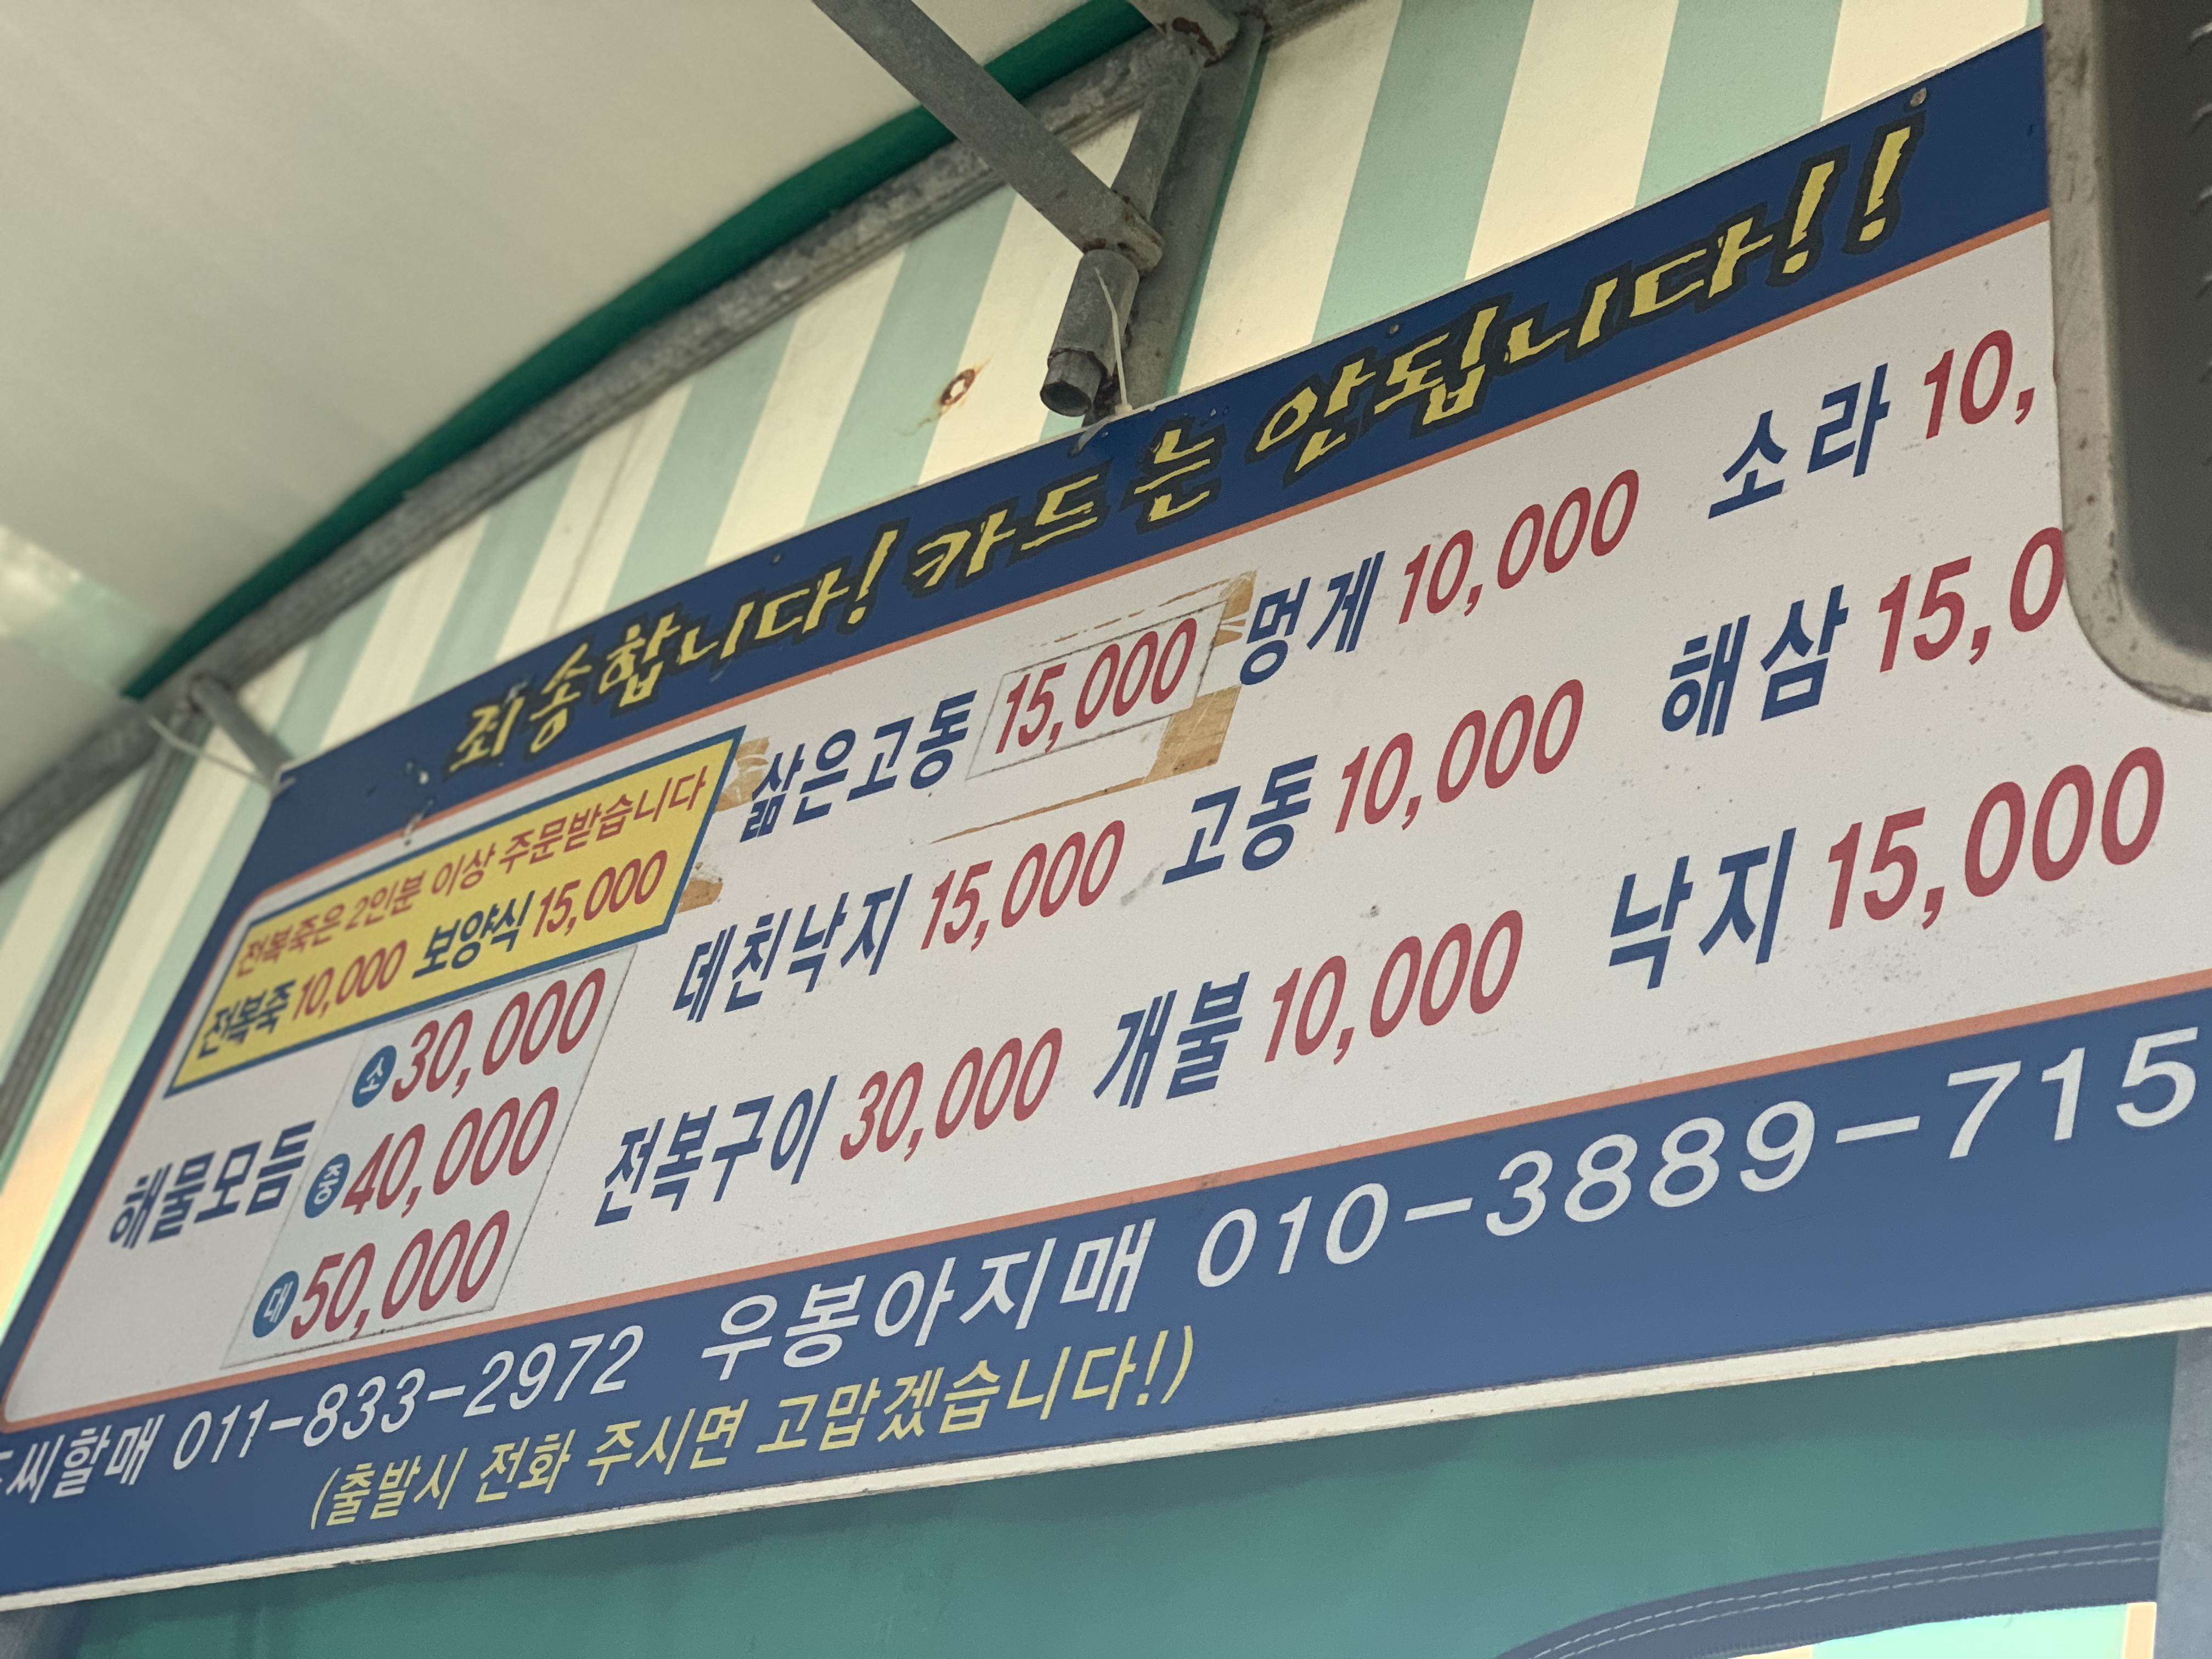 죄송합니다! 카드는 안됩니다!!
전복죽은 2인분 이상 주문받습니다
전복죽 10,000 보양식 15,000
삶은고동 15,000 멍게 10,000 소라 10,
데친낙지 15,000 고동 10,000 해삼 15,0
해물모듬 소 30,000
중 40,000
대 50,000
전복구이 30,000 개불 10,000 낙지 15,000
씨할매 011-833-2972 우봉아지매 010-3889-715
(출발시 전화 주시면 고맙겠습니다!)